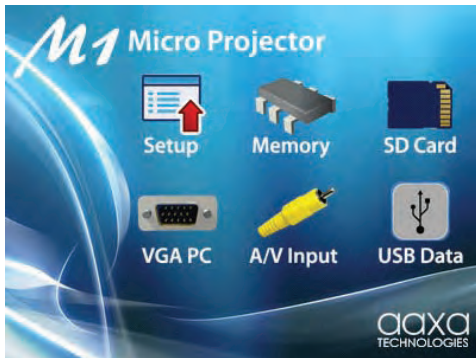 M1 Micro Projector
Setup Memory SD Card
VGA PC A/V Input USB Data
aaxa
TECHNOLOGIES